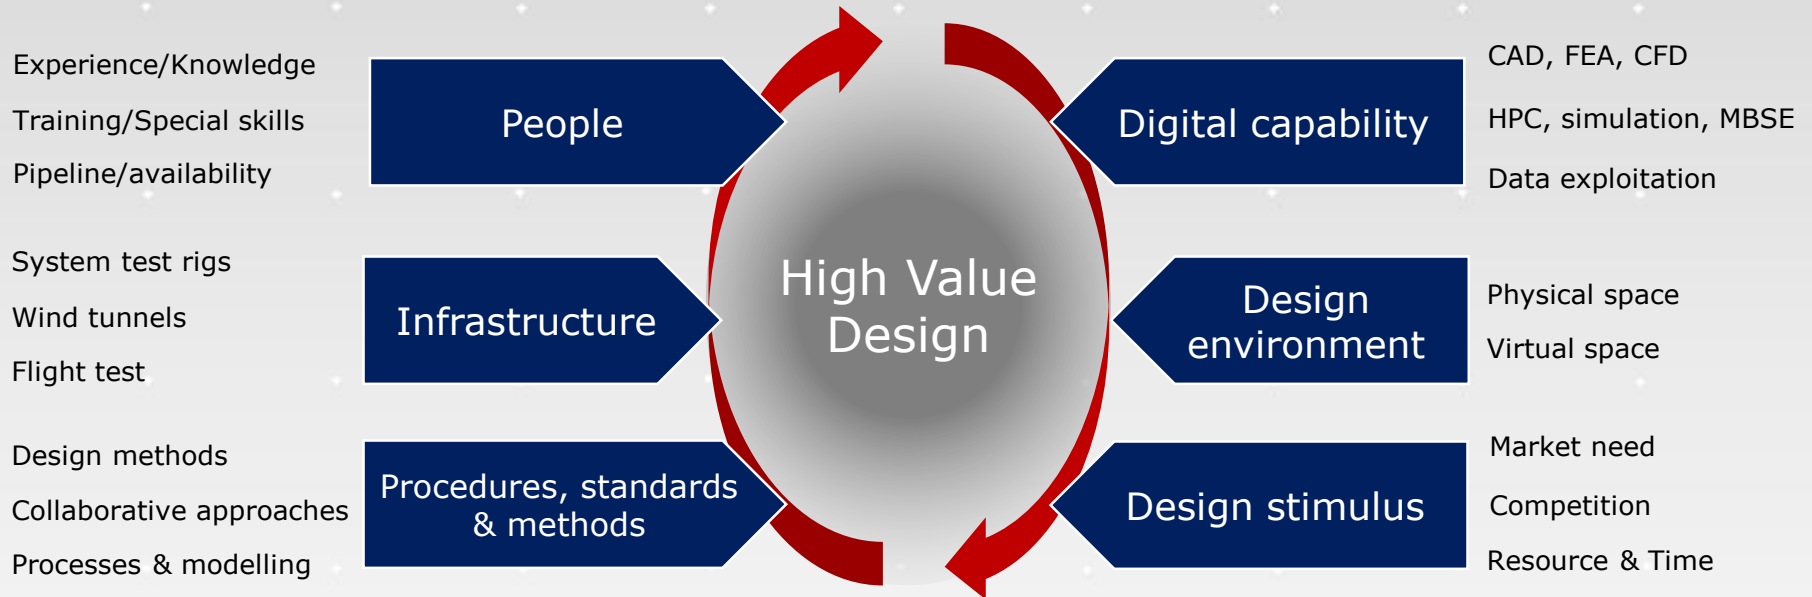 Experience/Knowledge
Training/Special skills
Pipeline/availability
People
System test rigs
Wind tunnels
Flight test
Infrastructure
Design methods
Collaborative approaches
Processes & modelling
Procedures, standards
& methods
High Value
Design
Digital capability
CAD, FEA, CFD
HPC, simulation, MBSE
Data exploitation
Design
environment
Physical space
Virtual space
Design stimulus
Market need
Competition
Resource & Time